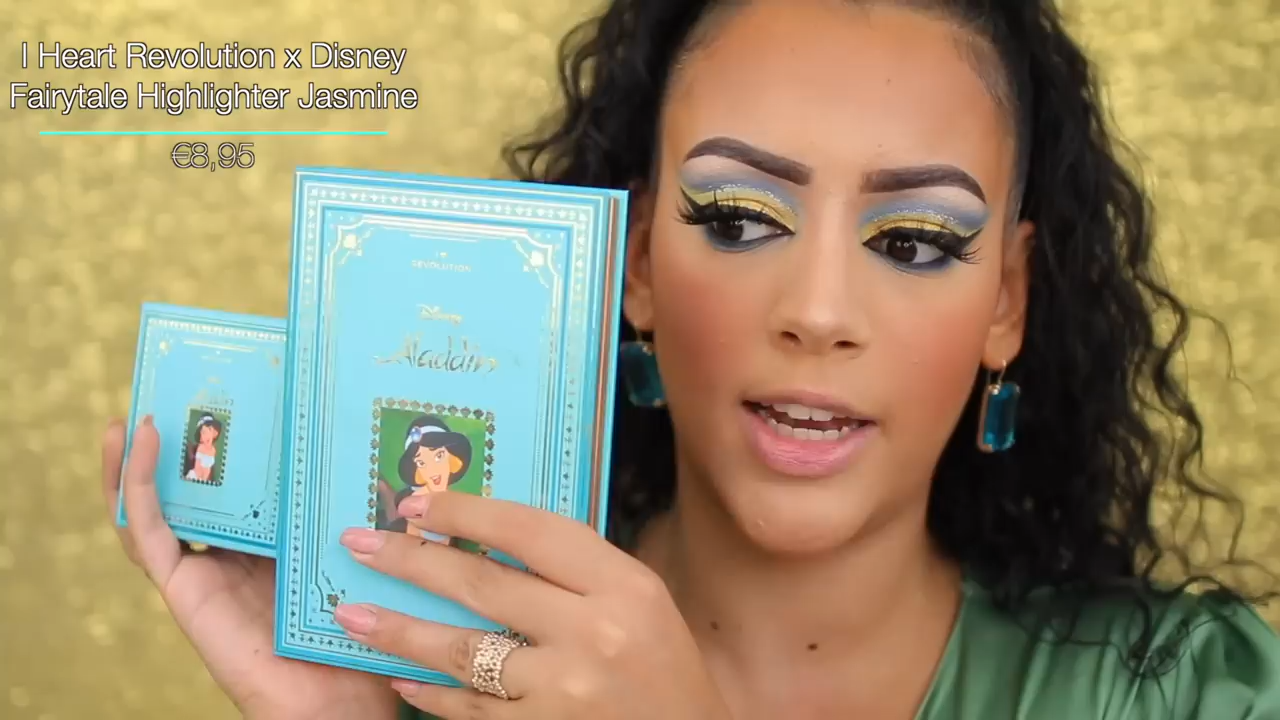 I Heart Revolution x Disney
Fairytale Highlighter Jasmine
€8,95
REVOLUTION
Disney
Aladdin